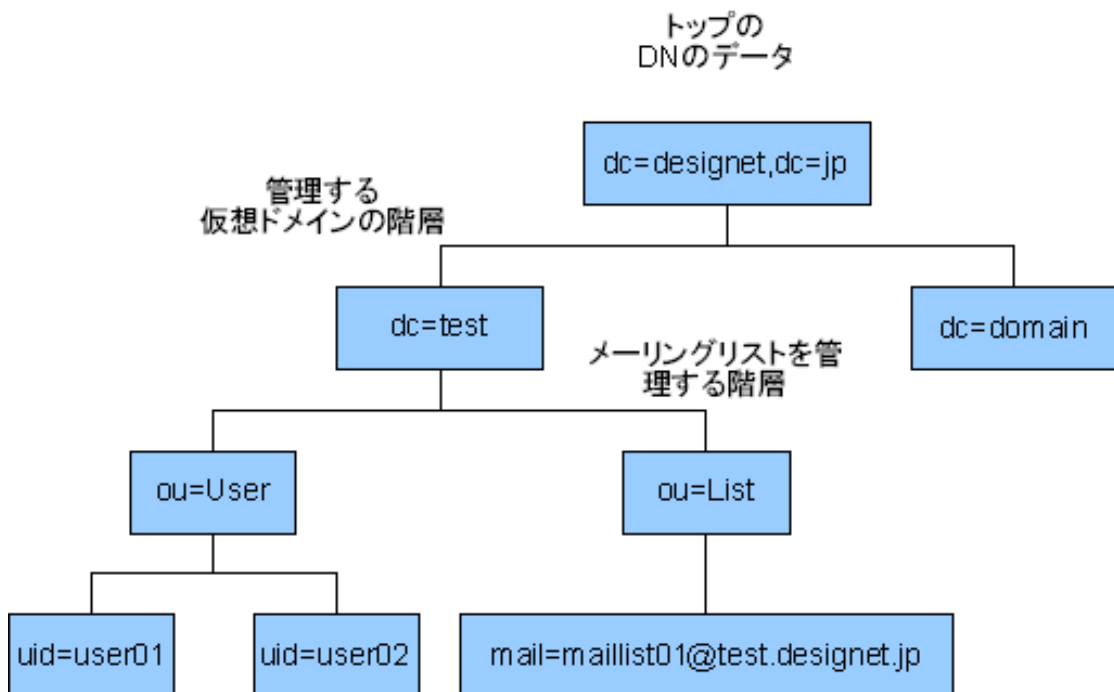 トップの
DNのデータ
dc=designet,dc=jp
管理する
仮想ドメインの階層
dc=test
dc=domain
メーリングリストを管
理する階層
ou=User
ou=List
uid=user01
uid=user02
mail=maillist01@test.designet.jp